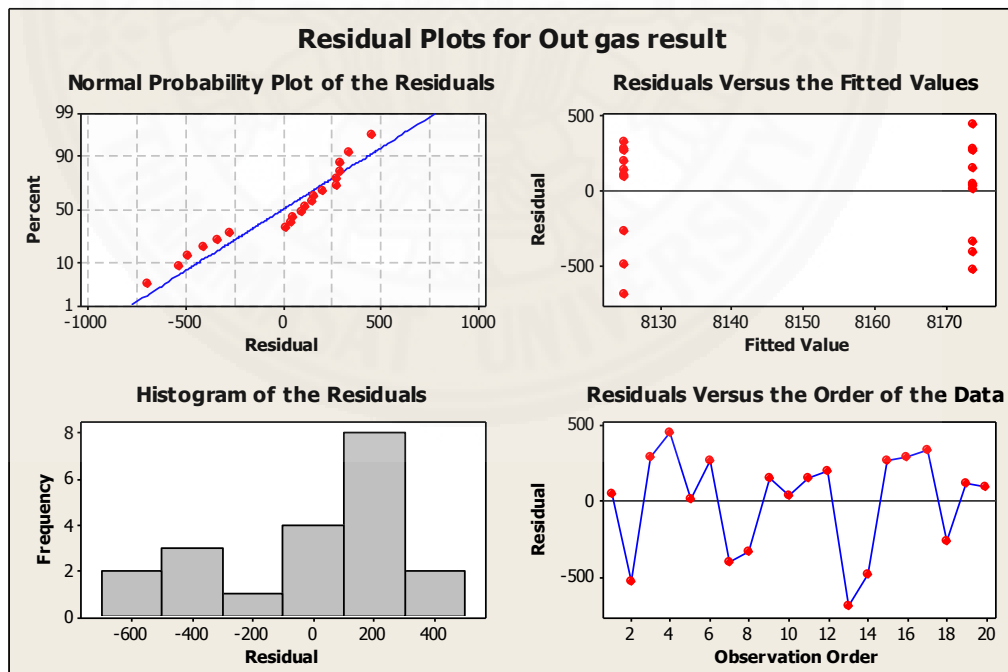 Residual Plots for Out gas result
Normal Probability Plot of the Residuals
99
90
50
10
1
Percent
-1000 -500 0 500 1000
Residual
Residuals Versus the Fitted Values
500
0
-500
Residual
8130 8140 8150 8160 8170
Fitted Value
Histogram of the Residuals
8
6
4
2
0
Frequency
-600 -400 -200 0 200 400
Residual
Residuals Versus the Order of the Data
500
0
-500
Residual
2 4 6 8 10 12 14 16 18 20
Observation Order